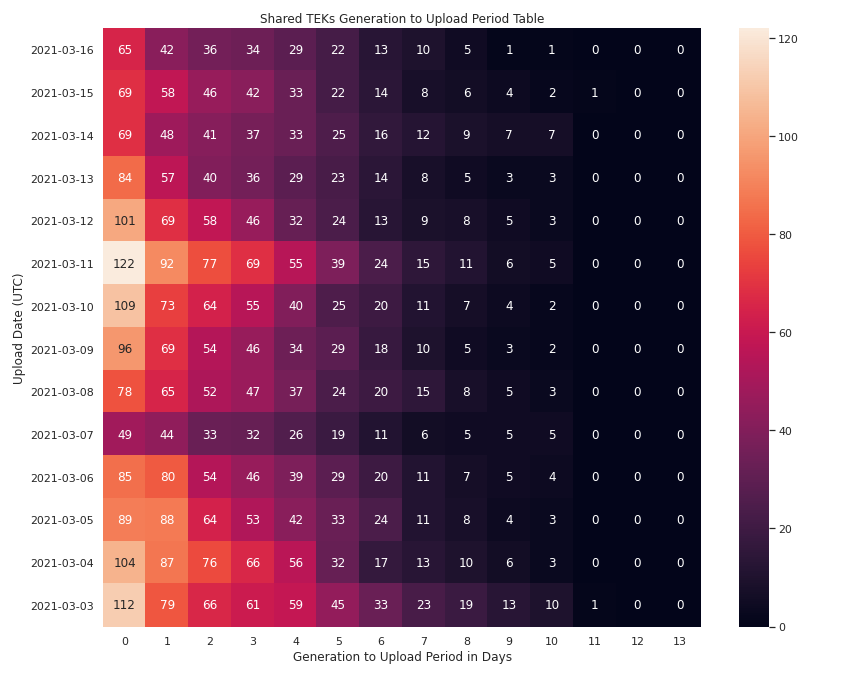 Shared TEKs Generation to Upload Period Table
Upload Date (UTC)
2021-03-16 65 42 36 34 29 22 13 10 5 1 1 0 0 0
2021-03-15 69 58 46 42 33 22 14 8 6 4 2 1 0 0
2021-03-14 69 48 41 37 33 25 16 12 9 7 7 0 0 0
2021-03-13 84 57 40 36 29 23 14 8 5 3 3 0 0 0
2021-03-12 101 69 58 46 32 24 13 9 8 5 3 0 0 0
2021-03-11 122 92 77 69 55 39 24 15 11 6 5 0 0 0
2021-03-10 109 73 64 55 40 25 20 11 7 4 2 0 0 0
2021-03-09 96 69 54 46 34 29 18 10 5 3 2 0 0 0
2021-03-08 78 65 52 47 37 24 20 15 8 5 3 0 0 0
2021-03-07 49 44 33 32 26 19 11 6 5 5 5 0 0 0
2021-03-06 85 80 54 46 39 29 20 11 7 5 4 0 0 0
2021-03-05 89 88 64 53 42 33 24 11 8 4 3 0 0 0
2021-03-04 104 87 76 66 56 32 17 13 10 6 3 0 0 0
2021-03-03 112 79 66 61 59 45 33 23 19 13 10 1 0 0
0 1 2 3 4 5 6 7 8 9 10 11 12 13
Generation to Upload Period in Days
120
100
80
60
40
20
0